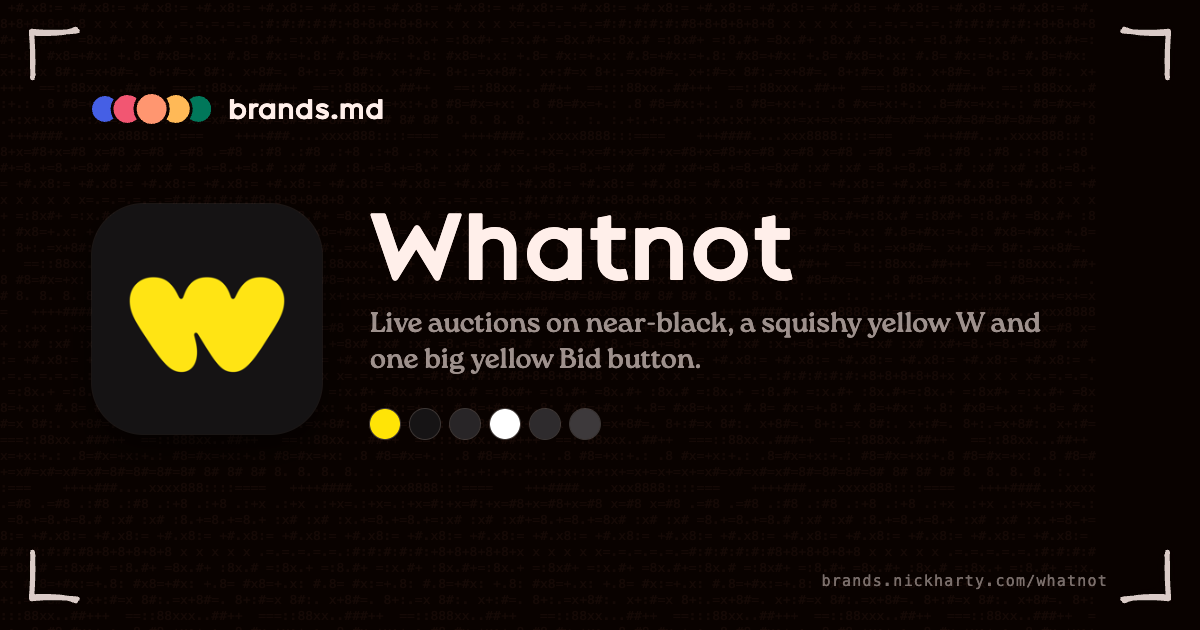 brands.md
W
Whatnot
Live auctions on near-black, a squishy yellow W and
one big yellow Bid button.
brands.nickharty.com/whatnot